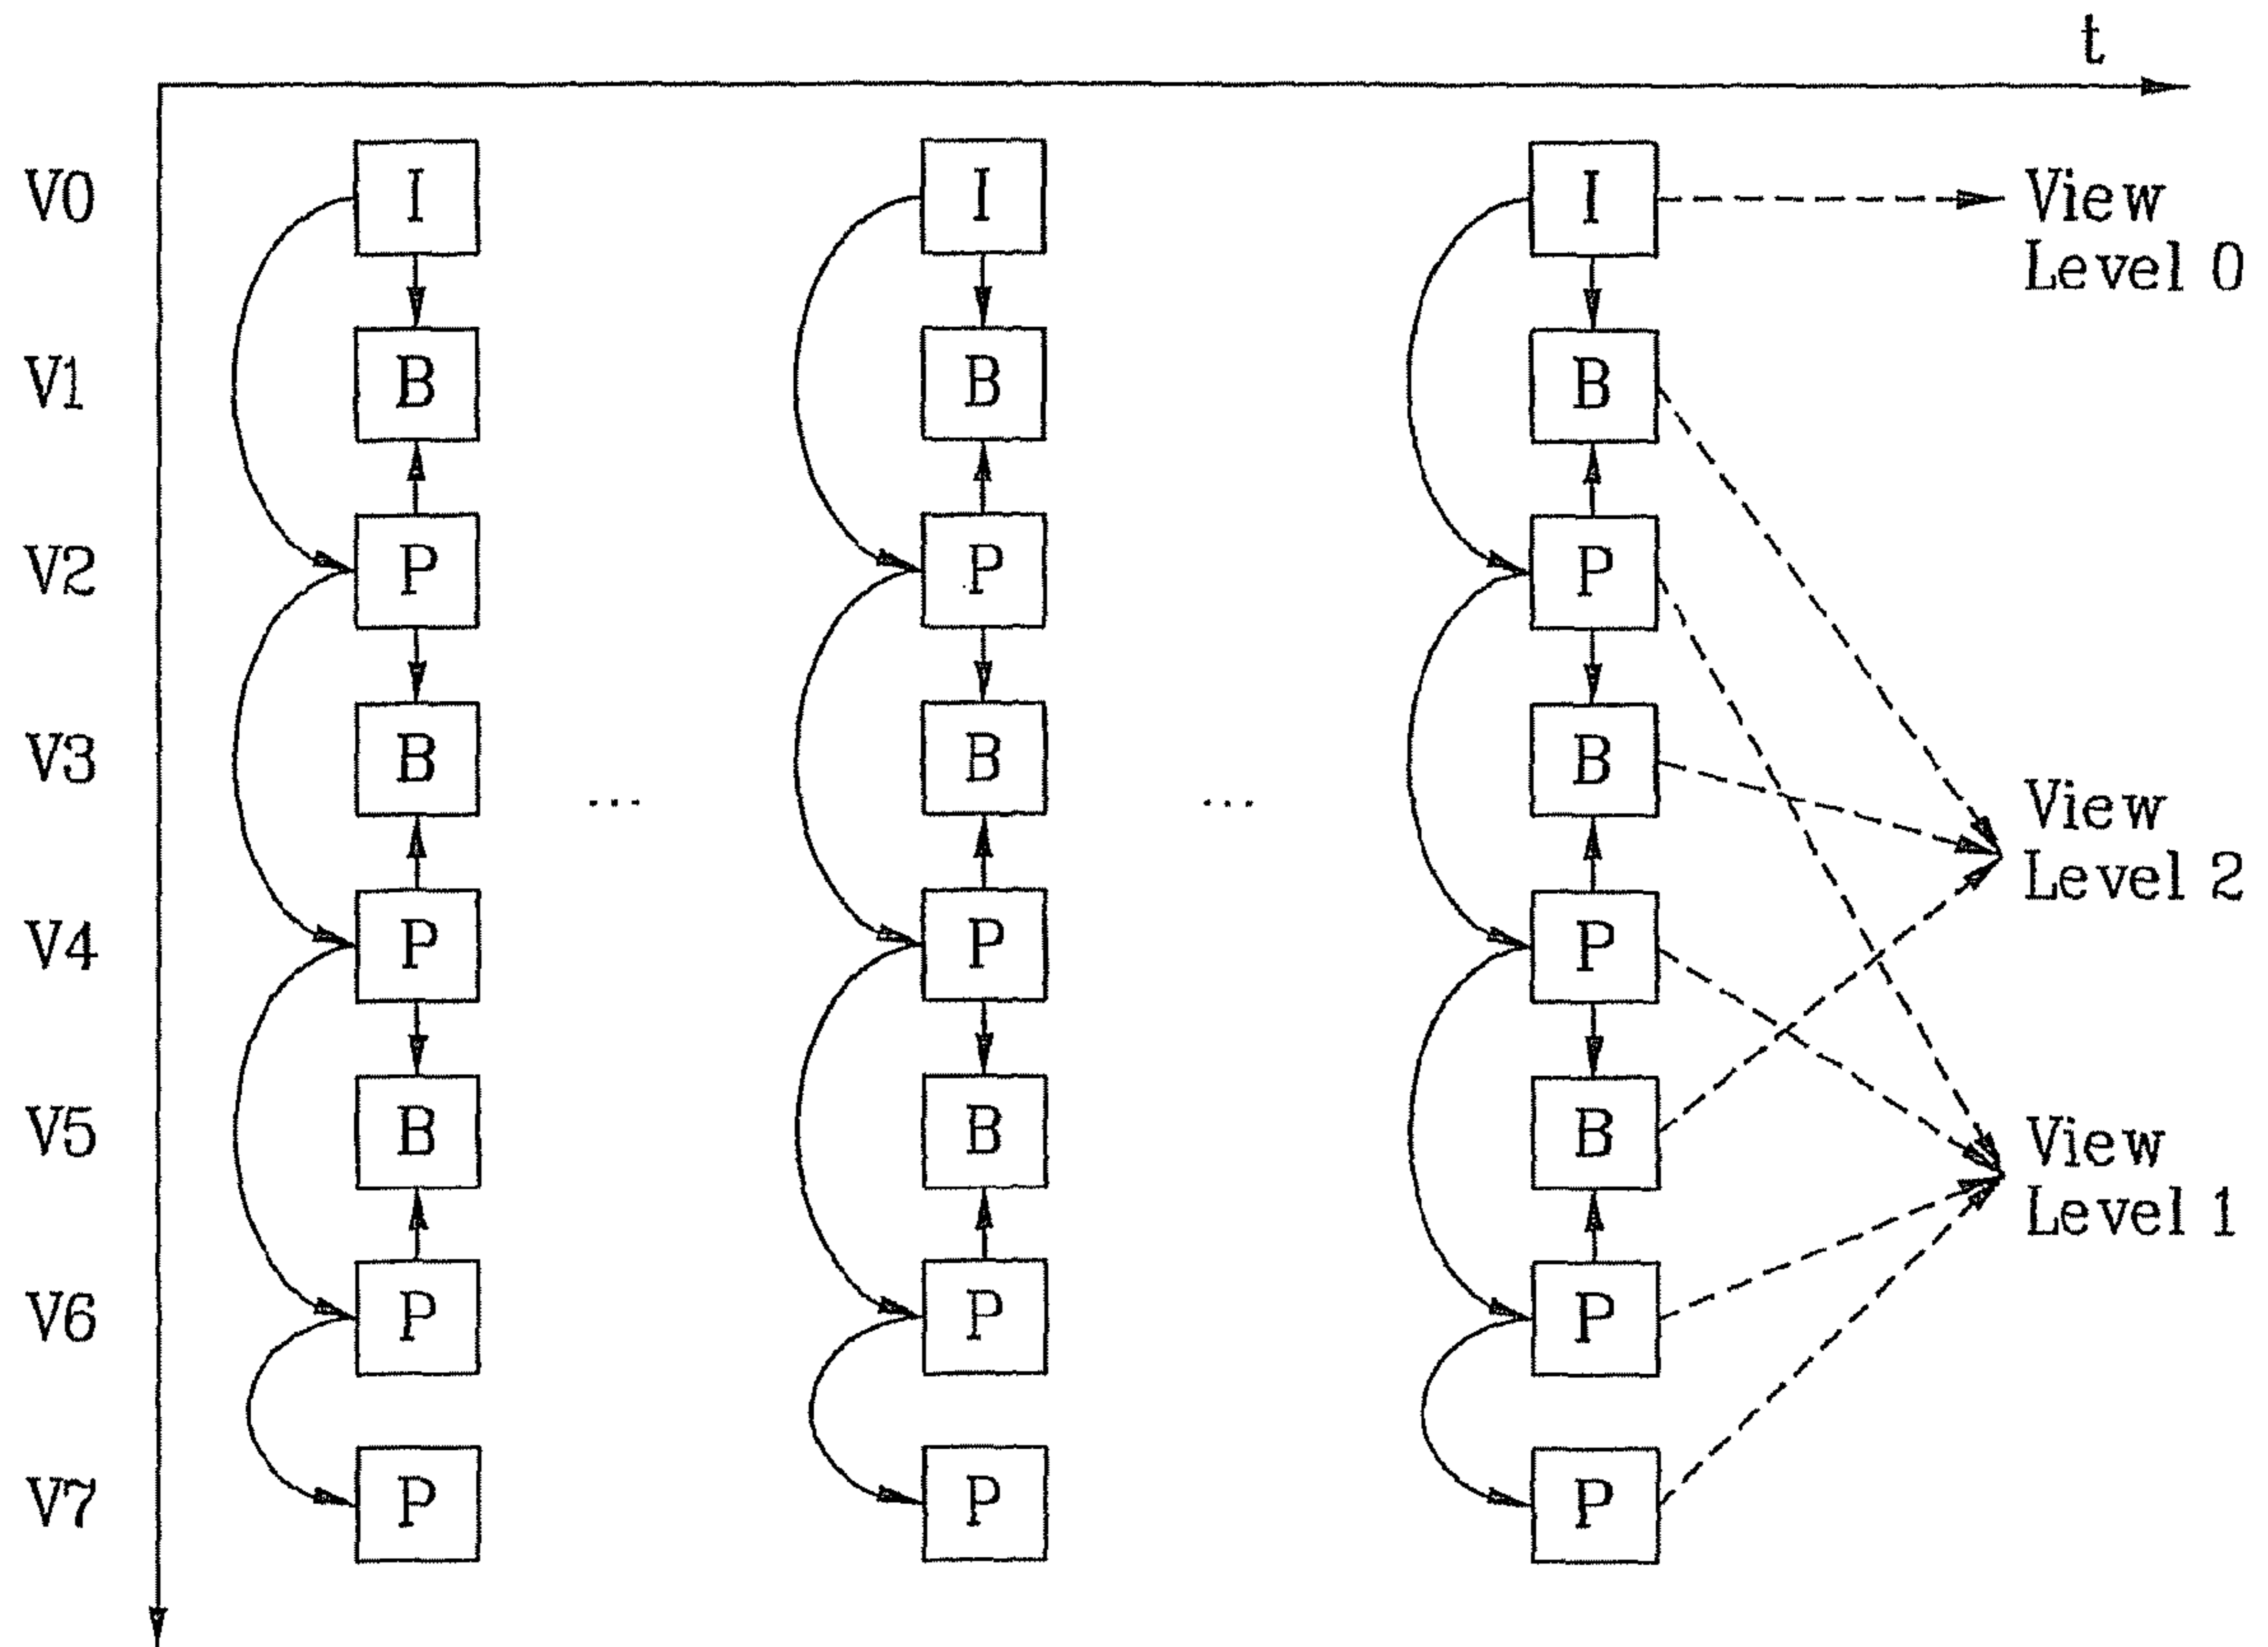 t
V0 I I I View
Level 0
V1 B B B
V2 P P P
V3 B B B View
... ...
Level 2
V4 P P P
V5 B B B View
Level 1
V6 P P P
V7 P P P